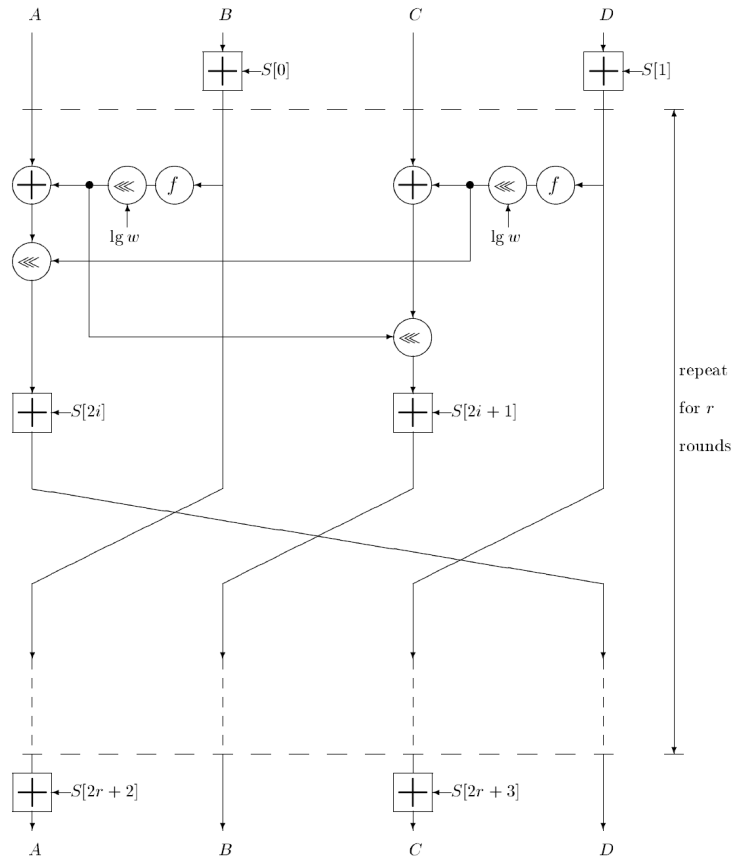 A B C D
S[0] S[1]
⋘ f ⋘ f
lg w lg w
⋘
⋘
repeat
for r
rounds
S[2i] S[2i + 1]
S[2r + 2] S[2r + 3]
A B C D